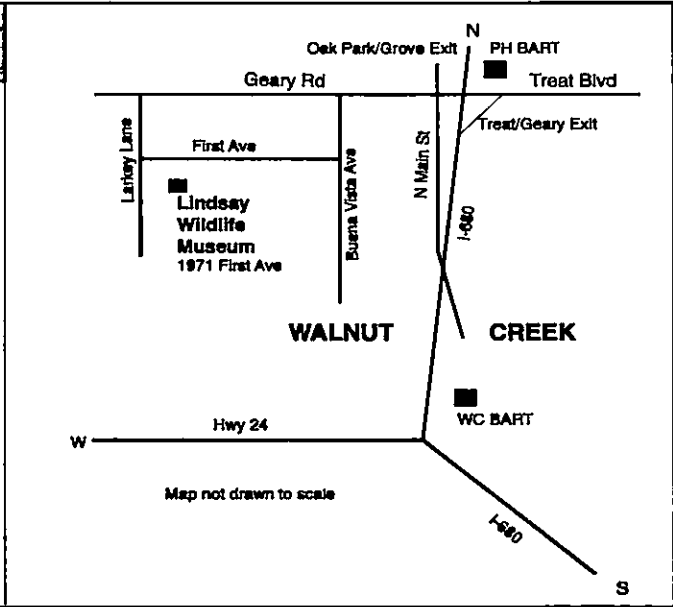 N
Oak Park/Grove Exit
PH BART
Geary Rd
Treat Blvd
Treat/Geary Exit
First Ave
Larkey Lane
Buena Vista Ave
N Main St
I-680
Lindsay
Wildlife
Museum
1971 First Ave
WALNUT CREEK
WC BART
Hwy 24
W
Map not drawn to scale
I-680
S